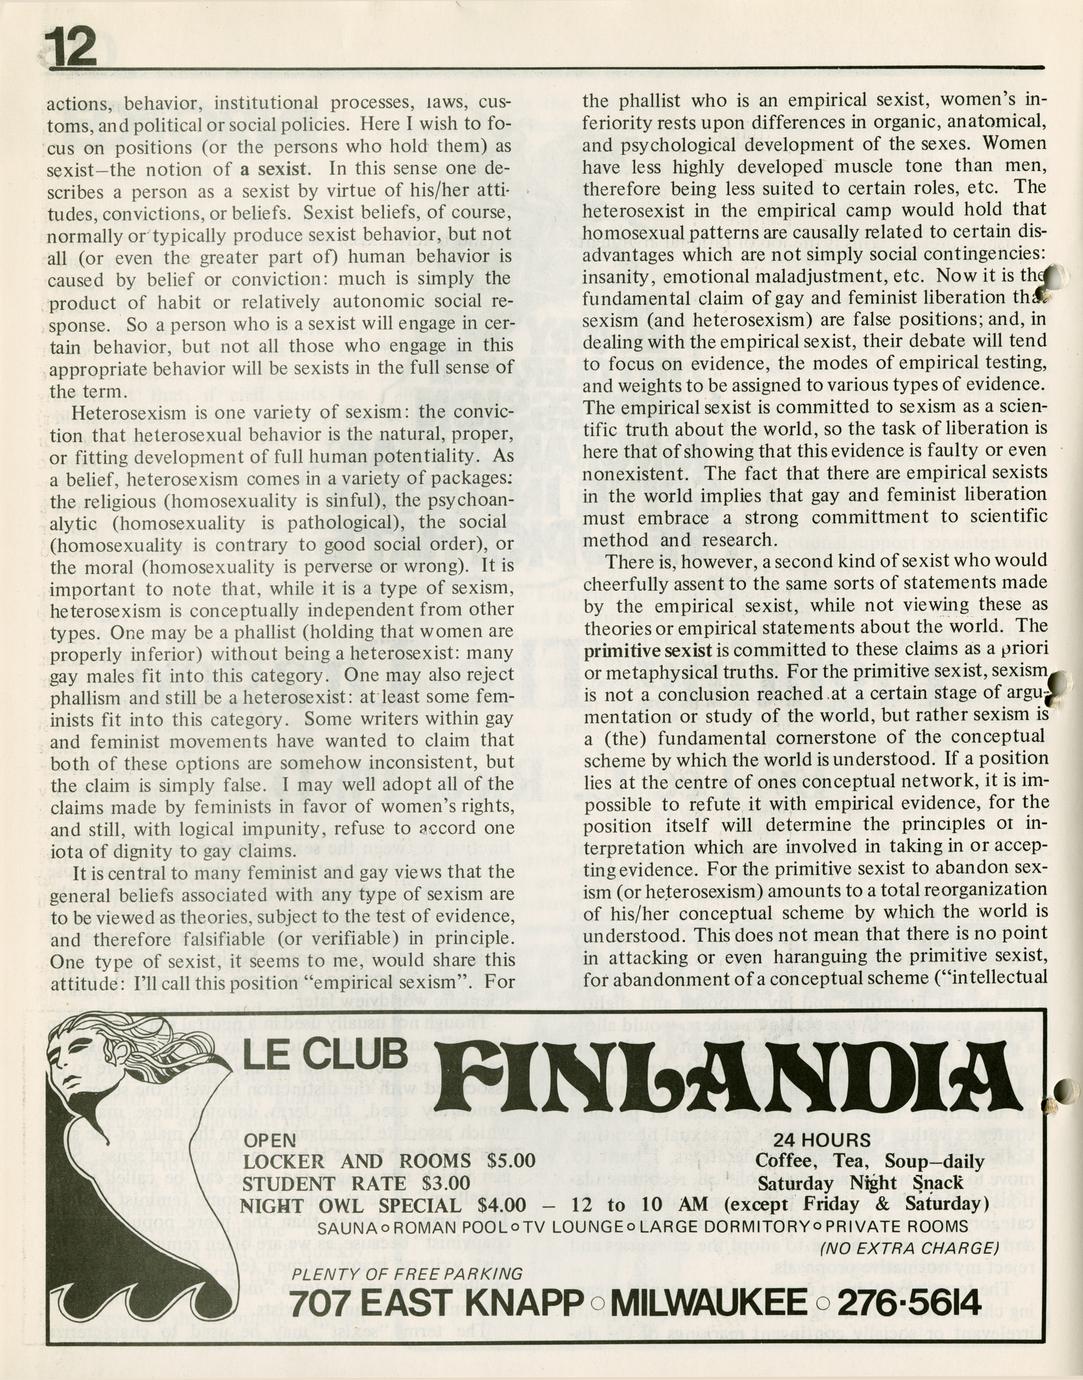 12
actions, behavior, institutional processes, laws, cus-
toms, and political or social policies. Here I wish to fo-
cus on positions (or the persons who hold them) as
sexist—the notion of a sexist. In this sense one de-
scribes a person as a sexist by virtue of his/her atti-
tudes, convictions, or beliefs. Sexist beliefs, of course,
normally or typically produce sexist behavior, but not
all (or even the greater part of) human behavior is
caused by belief or conviction: much is simply the
product of habit or relatively autonomic social re-
sponse. So a person who is a sexist will engage in cer-
tain behavior, but not all those who engage in this
appropriate behavior will be sexists in the full sense of
the term.
Heterosexism is one variety of sexism: the convic-
tion that heterosexual behavior is the natural, proper,
or fitting development of full human potentiality. As
a belief, heterosexism comes in a variety of packages:
the religious (homosexuality is sinful), the psychoan-
alytic (homosexuality is pathological), the social
(homosexuality is contrary to good social order), or
the moral (homosexuality is perverse or wrong). It is
important to note that, while it is a type of sexism,
heterosexism is conceptually independent from other
types. One may be a phallist (holding that women are
properly inferior) without being a heterosexist: many
gay males fit into this category. One may also reject
phallism and still be a heterosexist: at least some fem-
inists fit into this category. Some writers within gay
and feminist movements have wanted to claim that
both of these options are somehow inconsistent, but
the claim is simply false. I may well adopt all of the
claims made by feminists in favor of women's rights,
and still, with logical impunity, refuse to accord one
iota of dignity to gay claims.
It is central to many feminist and gay views that the
general beliefs associated with any type of sexism are
to be viewed as theories, subject to the test of evidence,
and therefore falsifiable (or verifiable) in principle.
One type of sexist, it seems to me, would share this
attitude: I'll call this position "empirical sexism". For
the phallist who is an empirical sexist, women's in-
feriority rests upon differences in organic, anatomical,
and psychological development of the sexes. Women
have less highly developed muscle tone than men,
therefore being less suited to certain roles, etc. The
heterosexist in the empirical camp would hold that
homosexual patterns are causally related to certain dis-
advantages which are not simply social contingencies:
insanity, emotional maladjustment, etc. Now it is the
fundamental claim of gay and feminist liberation that
sexism (and heterosexism) are false positions; and, in
dealing with the empirical sexist, their debate will tend
to focus on evidence, the modes of empirical testing,
and weights to be assigned to various types of evidence.
The empirical sexist is committed to sexism as a scien-
tific truth about the world, so the task of liberation is
here that of showing that this evidence is faulty or even
nonexistent. The fact that there are empirical sexists
in the world implies that gay and feminist liberation
must embrace a strong committment to scientific
method and research.
There is, however, a second kind of sexist who would
cheerfully assent to the same sorts of statements made
by the empirical sexist, while not viewing these as
theories or empirical statements about the world. The
primitive sexist is committed to these claims as a priori
or metaphysical truths. For the primitive sexist, sexism
is not a conclusion reached at a certain stage of argu-
mentation or study of the world, but rather sexism is
a (the) fundamental cornerstone of the conceptual
scheme by which the world is understood. If a position
lies at the centre of ones conceptual network, it is im-
possible to refute it with empirical evidence, for the
position itself will determine the principles of in-
terpretation which are involved in taking in or accep-
ting evidence. For the primitive sexist to abandon sex-
ism (or heterosexism) amounts to a total reorganization
of his/her conceptual scheme by which the world is
understood. This does not mean that there is no point
in attacking or even haranguing the primitive sexist,
for abandonment of a conceptual scheme ("intellectual
LE CLUB FINLANDIA
OPEN 24 HOURS
LOCKER AND ROOMS $5.00 Coffee, Tea, Soup—daily
STUDENT RATE $3.00 Saturday Night Snack
NIGHT OWL SPECIAL $4.00 — 12 to 10 AM (except Friday & Saturday)
SAUNA○ROMAN POOL○TV LOUNGE○LARGE DORMITORY○PRIVATE ROOMS
(NO EXTRA CHARGE)
PLENTY OF FREE PARKING
707 EAST KNAPP○MILWAUKEE○276·5614